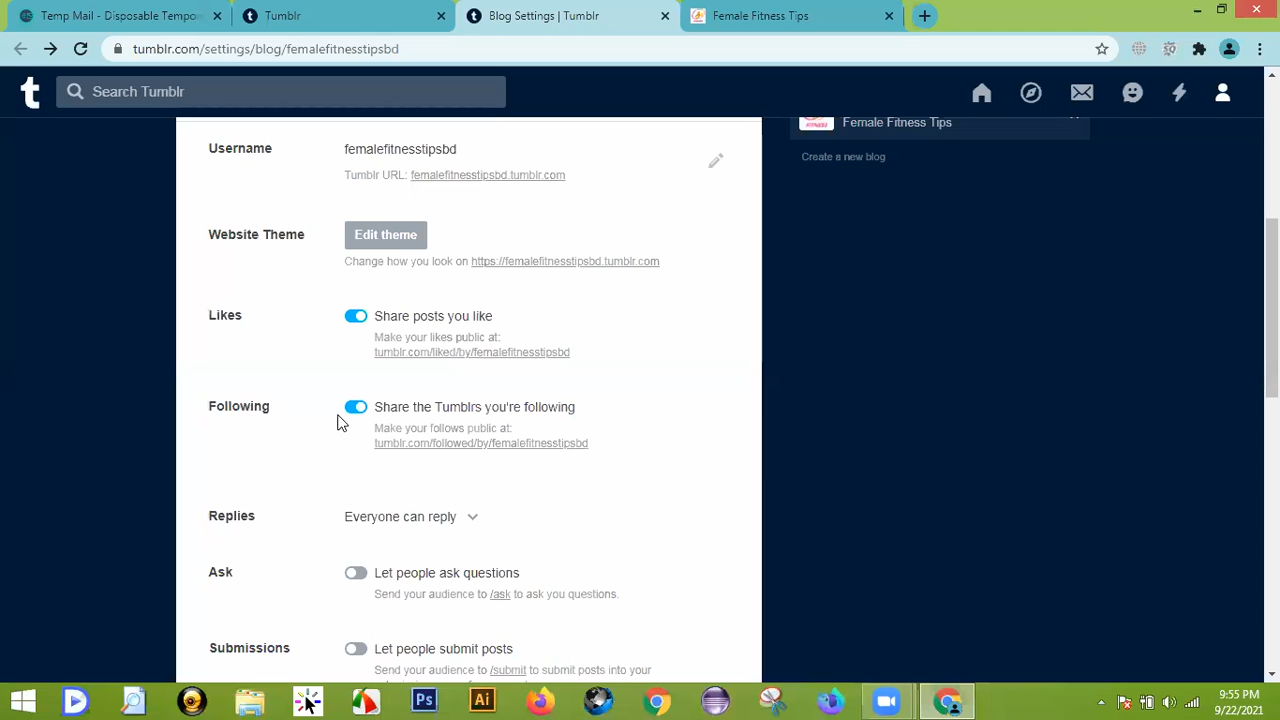 Temp Mail - Disposable Tempo
Tumblr
Blog Settings | Tumblr
Female Fitness Tips
tumblr.com/settings/blog/femalefitnesstipsbd
Search Tumblr
Female Fitness Tips
Create a new blog
Username
femalefitnesstipsbd
Tumblr URL: femalefitnesstipsbd.tumblr.com
Website Theme
Edit theme
Change how you look on https://femalefitnesstipsbd.tumblr.com
Likes
Share posts you like
Make your likes public at:
tumblr.com/liked/by/femalefitnesstipsbd
Following
Share the Tumblrs you're following
Make your follows public at:
tumblr.com/followed/by/femalefitnesstipsbd
Replies
Everyone can reply
Ask
Let people ask questions
Send your audience to /ask to ask you questions.
Submissions
Let people submit posts
Send your audience to /submit to submit posts into your
Ps
Ai
9:55 PM
9/22/2021